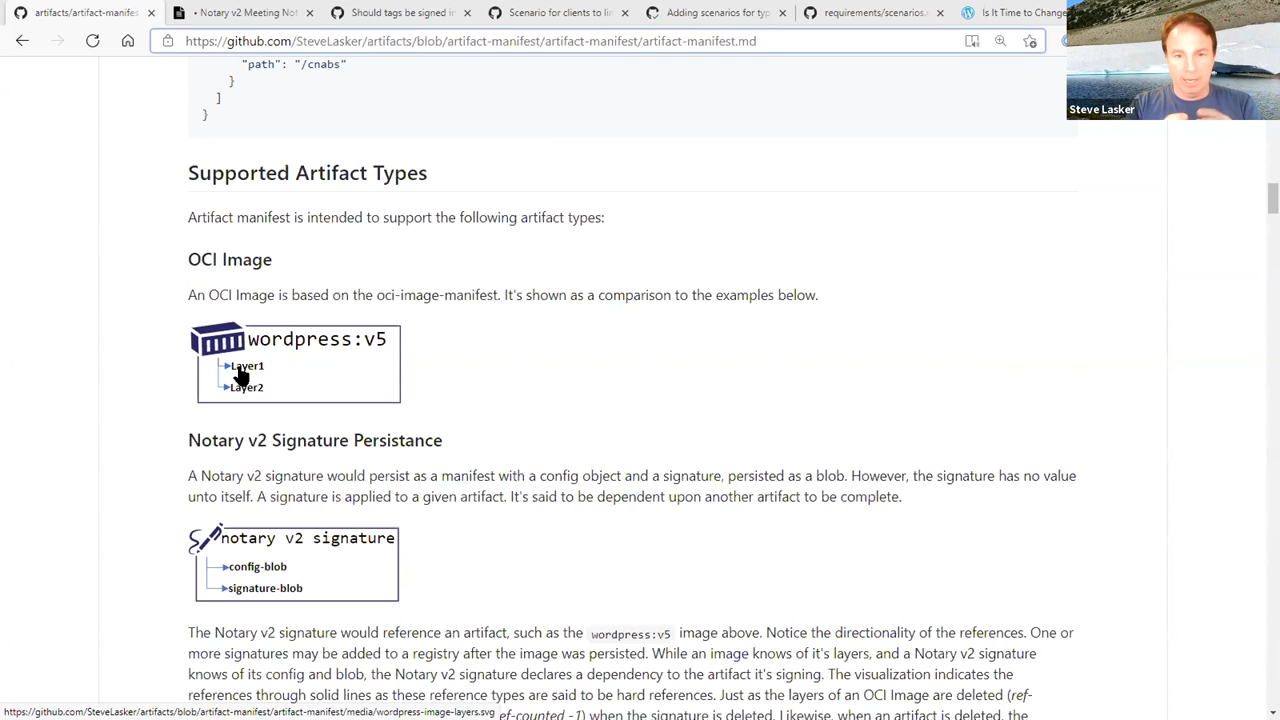 artifacts/artifact-manifes
• Notary v2 Meeting Not
Should tags be signed i
Scenario for clients to li
Adding scenarios for typ
requirements/scenarios.
Is It Time to Change
https://github.com/SteveLasker/artifacts/blob/artifact-manifest/artifact-manifest/artifact-manifest.md
Steve Lasker
"path": "/cnabs"
}
]
}
Supported Artifact Types
Artifact manifest is intended to support the following artifact types:
OCI Image
An OCI Image is based on the oci-image-manifest. It's shown as a comparison to the examples below.
wordpress:v5
Layer1
Layer2
Notary v2 Signature Persistance
A Notary v2 signature would persist as a manifest with a config object and a signature, persisted as a blob. However, the signature has no value
unto itself. A signature is applied to a given artifact. It's said to be dependent upon another artifact to be complete.
notary v2 signature
config-blob
signature-blob
The Notary v2 signature would reference an artifact, such as the wordpress:v5 image above. Notice the directionality of the references. One or
more signatures may be added to a registry after the image was persisted. While an image knows of it's layers, and a Notary v2 signature
knows of its config and blob, the Notary v2 signature declares a dependency to the artifact it's signing. The visualization indicates the
references through solid lines as these reference types are said to be hard references. Just as the layers of an OCI Image are deleted (ref-
ef-counted -1) when the signature is deleted. Likewise, when an artifact is deleted, the
https://github.com/SteveLasker/artifacts/blob/artifact-manifest/artifact-manifest/media/wordpress-image-layers.svg